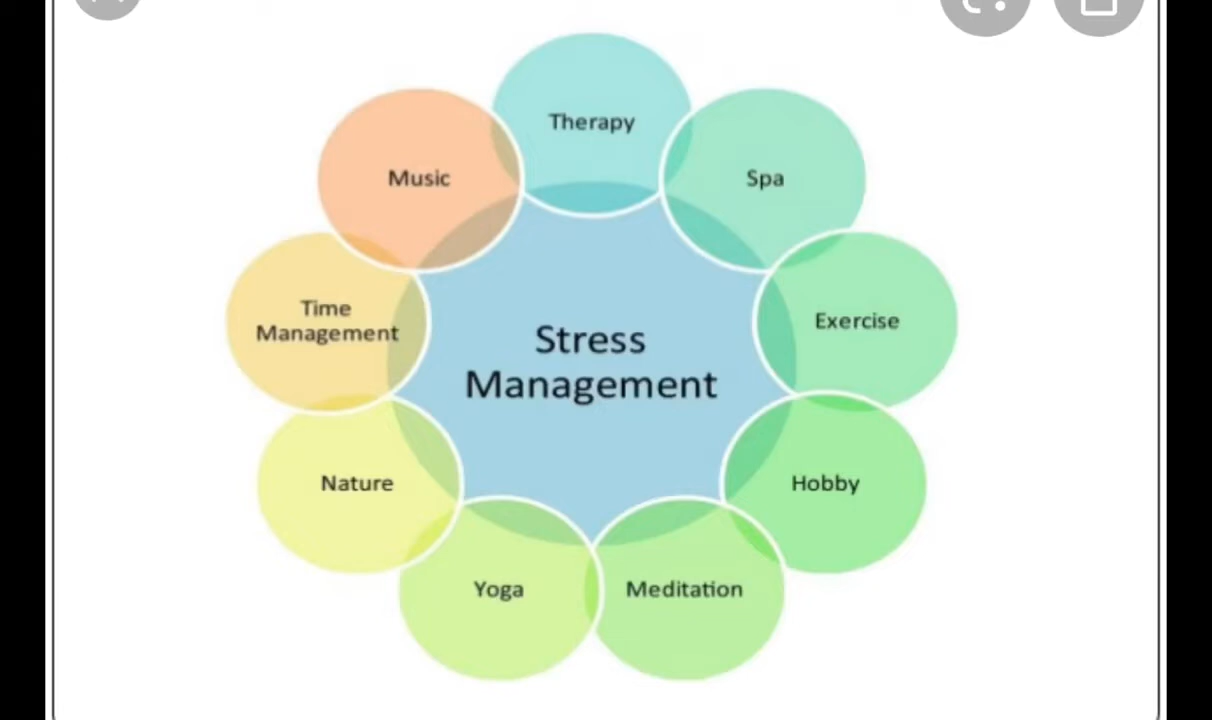 Therapy
Spa
Exercise
Hobby
Meditation
Yoga
Nature
Time
Management
Music
Stress
Management